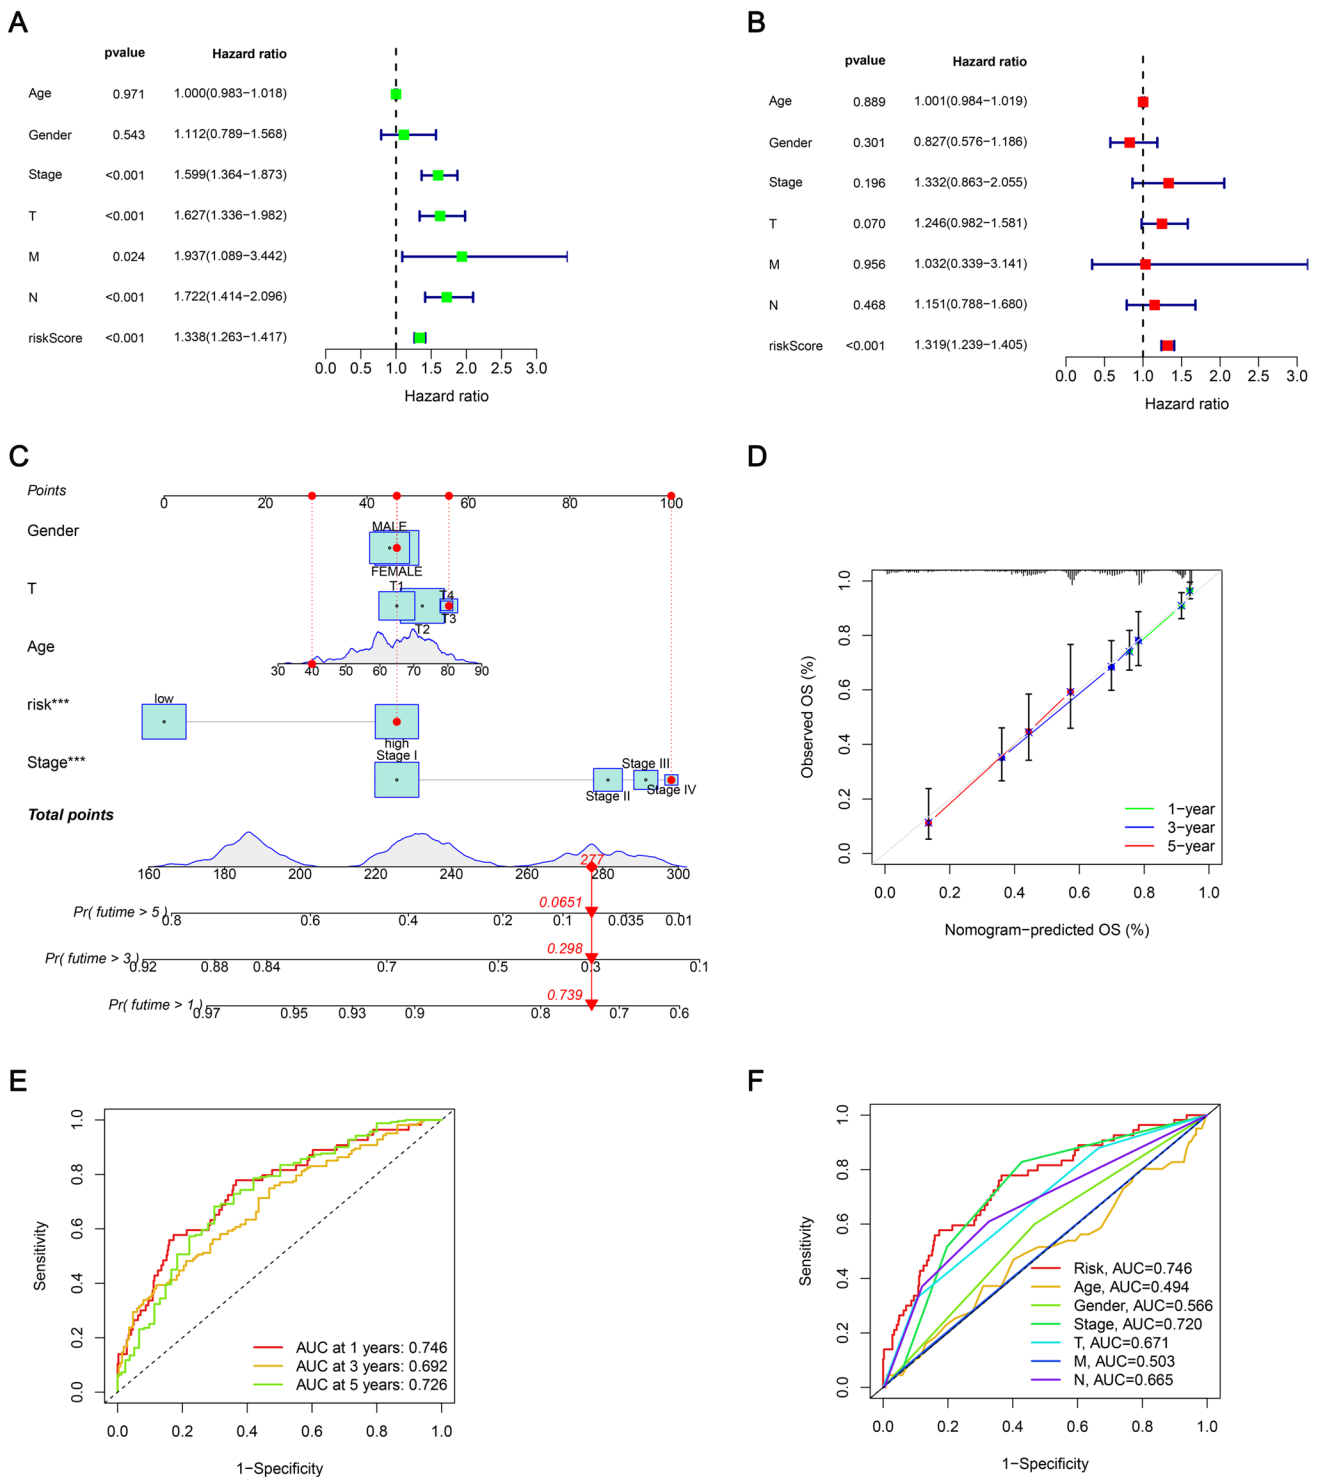 A
pvalue Hazard ratio
Age 0.971 1.000(0.983−1.018)
Gender 0.543 1.112(0.789−1.568)
Stage <0.001 1.599(1.364−1.873)
T <0.001 1.627(1.336−1.982)
M 0.024 1.937(1.089−3.442)
N <0.001 1.722(1.414−2.096)
riskScore <0.001 1.338(1.263−1.417)
0.0 0.5 1.0 1.5 2.0 2.5 3.0
Hazard ratio
B
pvalue Hazard ratio
Age 0.889 1.001(0.984−1.019)
Gender 0.301 0.827(0.576−1.186)
Stage 0.196 1.332(0.863−2.055)
T 0.070 1.246(0.982−1.581)
M 0.956 1.032(0.339−3.141)
N 0.468 1.151(0.788−1.680)
riskScore <0.001 1.319(1.239−1.405)
0.0 0.5 1.0 1.5 2.0 2.5 3.0
Hazard ratio
C
Points
0 20 40 60 80 100
Gender
MALE
FEMALE
T
T1
T4
T3
T2
Age
30 40 50 60 70 80 90
risk***
low
high
Stage***
Stage I
Stage III
Stage II
Stage IV
Total points
277
160 180 200 220 240 260 280 300
0.0651
Pr( futime > 5 )
0.8 0.6 0.4 0.2 0.1 0.035 0.01
0.298
Pr( futime > 3 )
0.92 0.88 0.84 0.7 0.5 0.3 0.1
0.739
Pr( futime > 1 )
0.97 0.95 0.93 0.9 0.8 0.7 0.6
D
Observed OS (%)
1.0
0.8
0.6
0.4
0.2
0.0
1−year
3−year
5−year
0.0 0.2 0.4 0.6 0.8 1.0
Nomogram−predicted OS (%)
E
Sensitivity
1.0
0.8
0.6
0.4
0.2
0.0
AUC at 1 years: 0.746
AUC at 3 years: 0.692
AUC at 5 years: 0.726
0.0 0.2 0.4 0.6 0.8 1.0
1−Specificity
F
Sensitivity
1.0
0.8
0.6
0.4
0.2
0.0
Risk, AUC=0.746
Age, AUC=0.494
Gender, AUC=0.566
Stage, AUC=0.720
T, AUC=0.671
M, AUC=0.503
N, AUC=0.665
0.0 0.2 0.4 0.6 0.8 1.0
1−Specificity